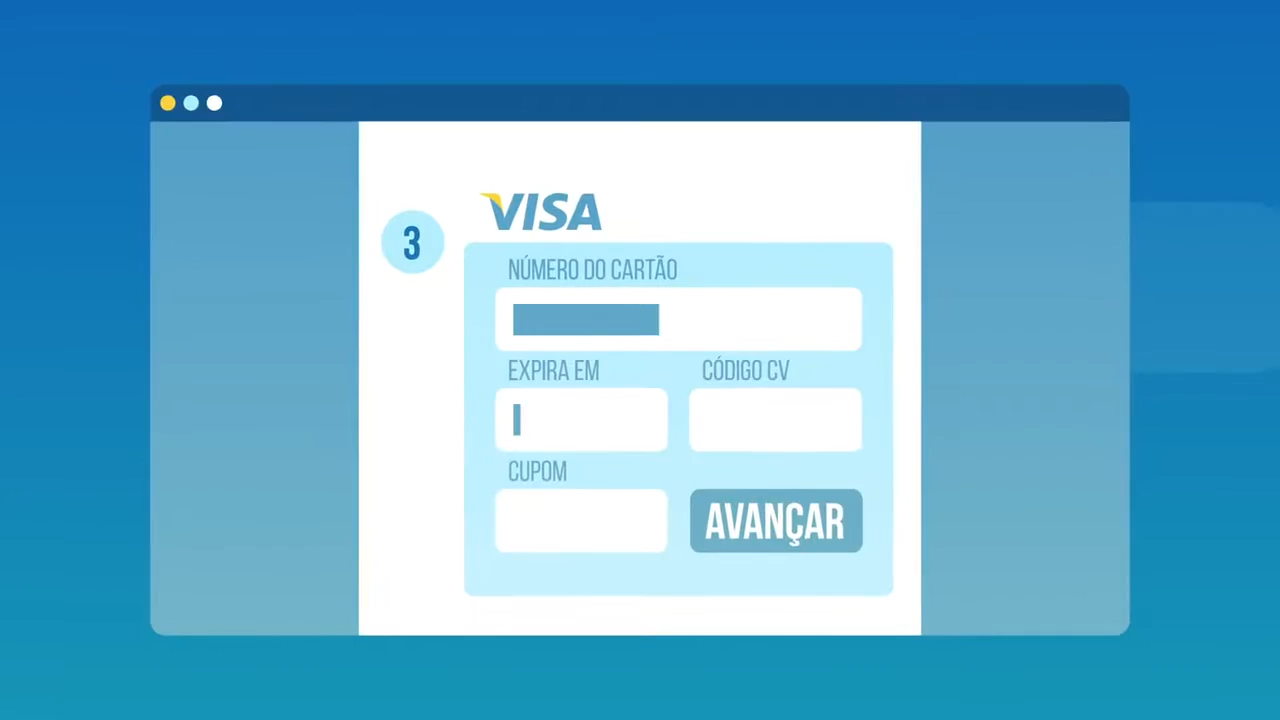 VISA
3
NÚMERO DO CARTÃO
EXPIRA EM
CÓDIGO CV
CUPOM
AVANÇAR